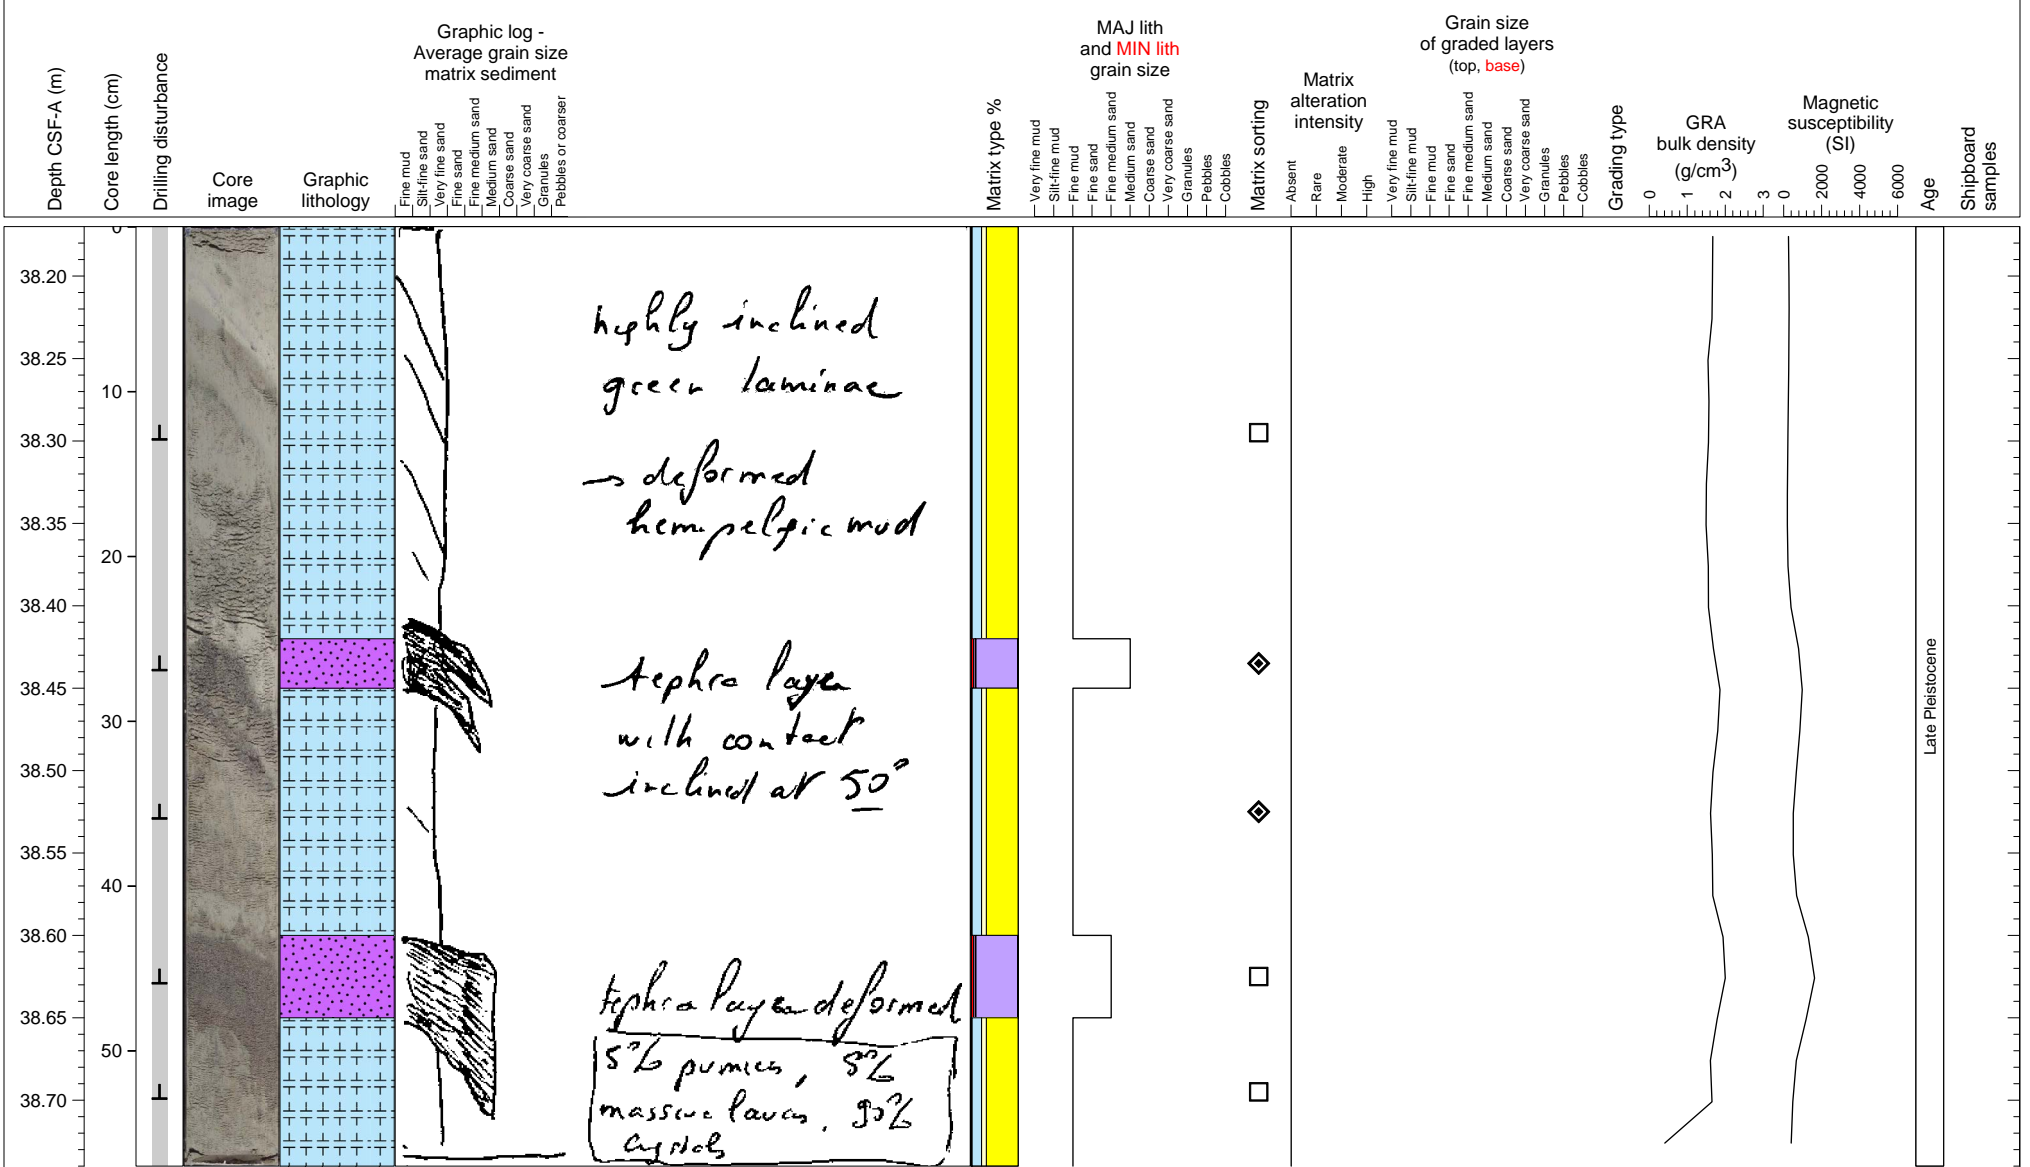 Depth CSF-A (m)
Core length (cm)
Drilling disturbance
Core
image
Graphic
lithology
Graphic log -
Average grain size
matrix sediment
Fine mud
Silt-fine sand
Very fine sand
Fine sand
Fine medium sand
Medium sand
Coarse sand
Very coarse sand
Granules
Pebbles or coarser
Matrix type %
MAJ lith
and MIN lith
grain size
Very fine mud
Silt-fine mud
Fine mud
Fine sand
Fine medium sand
Medium sand
Coarse sand
Very coarse sand
Granules
Pebbles
Cobbles
Matrix sorting
Matrix
alteration
intensity
Absent
Rare
Moderate
High
Grain size
of graded layers
(top, base)
Very fine mud
Silt-fine mud
Fine mud
Fine sand
Fine medium sand
Medium sand
Coarse sand
Very coarse sand
Granules
Pebbles
Cobbles
Grading type
GRA
bulk density
(g/cm3)
0 1 2 3
Magnetic
susceptibility
(SI)
0 2000 4000 6000
Age
Shipboard
samples
0
38.20
38.25
10
38.30
38.35
20
38.40
38.45
30
38.50
38.55
40
38.60
38.65
50
38.70
highly inclined
green laminae
→ deformed
hemipelgic mud
tephra layer
with contact
inclined at 50°
tephra layer deformed
5% pumices, 5%
massive lavas, 90%
crystals
Late Pleistocene